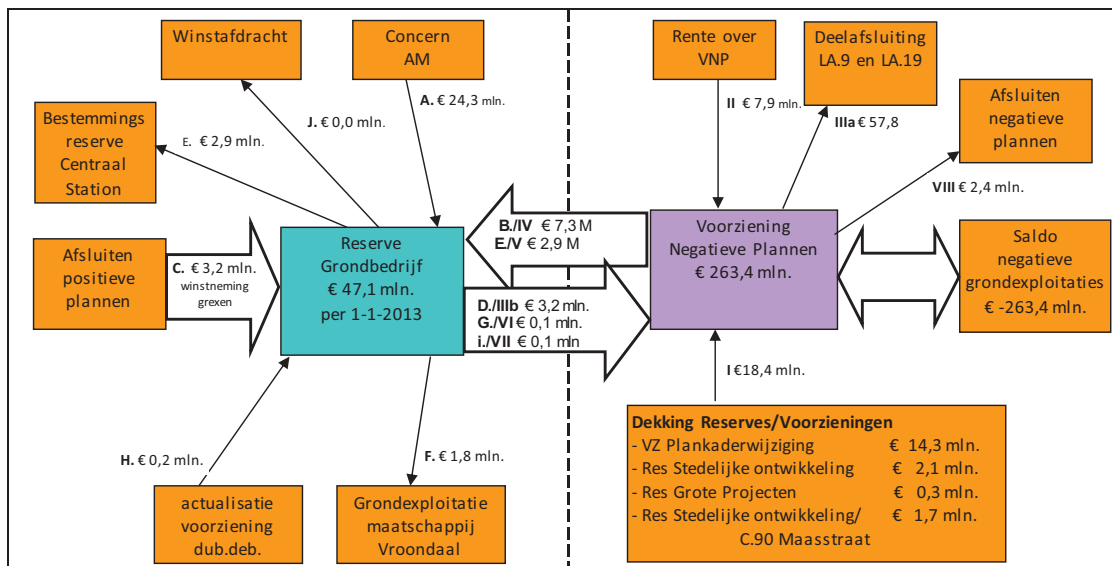 Winstafdracht
Concern
AM
Rente over
VNP
Deelafsluiting
LA.9 en LA.19
Afsluiten
negatieve
plannen
Bestemmings
reserve
Centraal
Station
A. € 24,3 mln.
J. € 0,0 mln.
E. € 2,9 mln.
II € 7,9 mln.
IIIa € 57,8
VIII € 2,4 mln.
Afsluiten
positieve
plannen
C. € 3,2 mln.
winstneming
grexen
Reserve
Grondbedrijf
€ 47,1 mln.
per 1-1-2013
B./IV € 7,3 M
E/V € 2,9 M
D./IIIb € 3,2 mln.
G./VI € 0,1 mln.
i./VII € 0,1 mln
Voorziening
Negatieve Plannen
€ 263,4 mln.
Saldo
negatieve
grondexploitaties
€ -263,4 mln.
I €18,4 mln.
H. € 0,2 mln.
F. € 1,8 mln.
actualisatie
voorziening
dub.deb.
Grondexploitatie
maatschappij
Vroondaal
Dekking Reserves/Voorzieningen
- VZ Plankaderwijziging € 14,3 mln.
- Res Stedelijke ontwikkeling € 2,1 mln.
- Res Grote Projecten € 0,3 mln.
- Res Stedelijke ontwikkeling/ € 1,7 mln.
C.90 Maasstraat